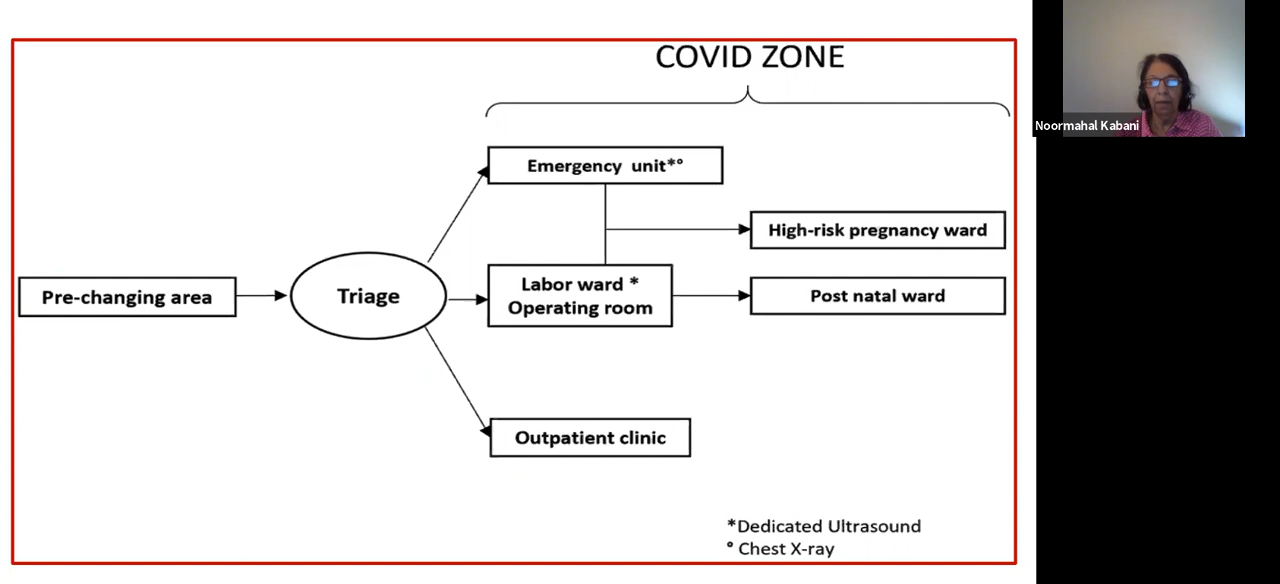 COVID ZONE
Noormahal Kabani
Emergency unit*°
High-risk pregnancy ward
Pre-changing area
Triage
Labor ward *
Operating room
Post natal ward
Outpatient clinic
*Dedicated Ultrasound
° Chest X-ray